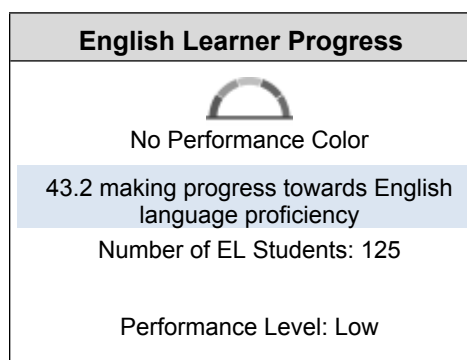 English Learner Progress
No Performance Color
43.2 making progress towards English
language proficiency
Number of EL Students: 125
Performance Level: Low